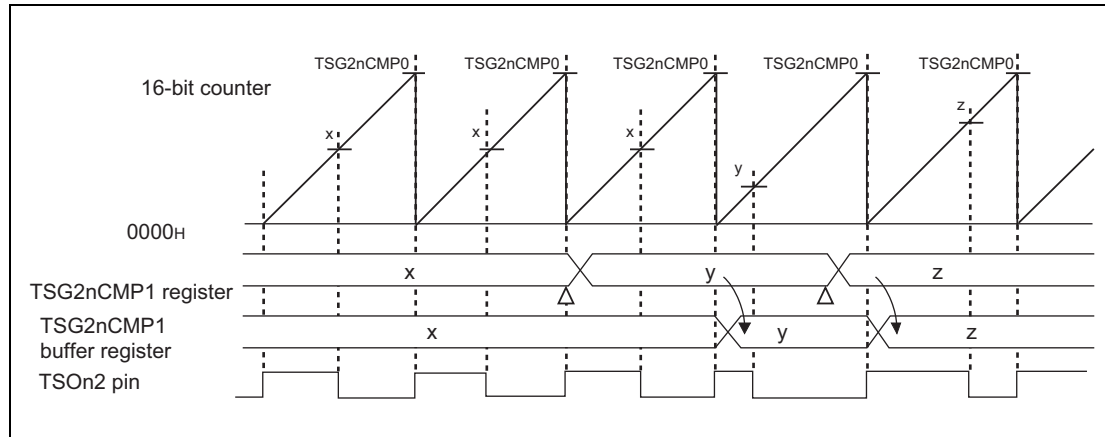 TSG2nCMP0 TSG2nCMP0 TSG2nCMP0 TSG2nCMP0 TSG2nCMP0
16-bit counter
z
x x x
y
0000H
x y z
TSG2nCMP1 register
TSG2nCMP1
buffer register
x y z
TSOn2 pin